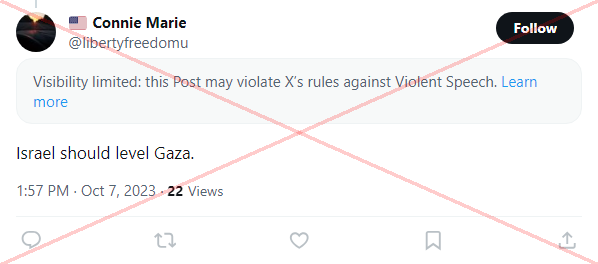 🇺🇸 Connie Marie
@libertyfreedomu
Follow
Visibility limited: this Post may violate X's rules against Violent Speech. Learn
more
Israel should level Gaza.
1:57 PM · Oct 7, 2023 · 22 Views